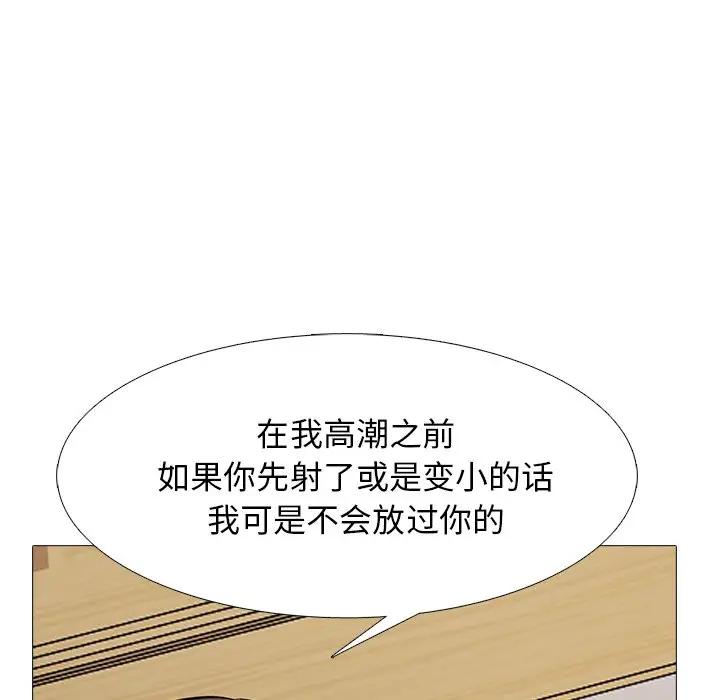 在我高潮之前
如果你先射了或是变小的话
我可是不会放过你的